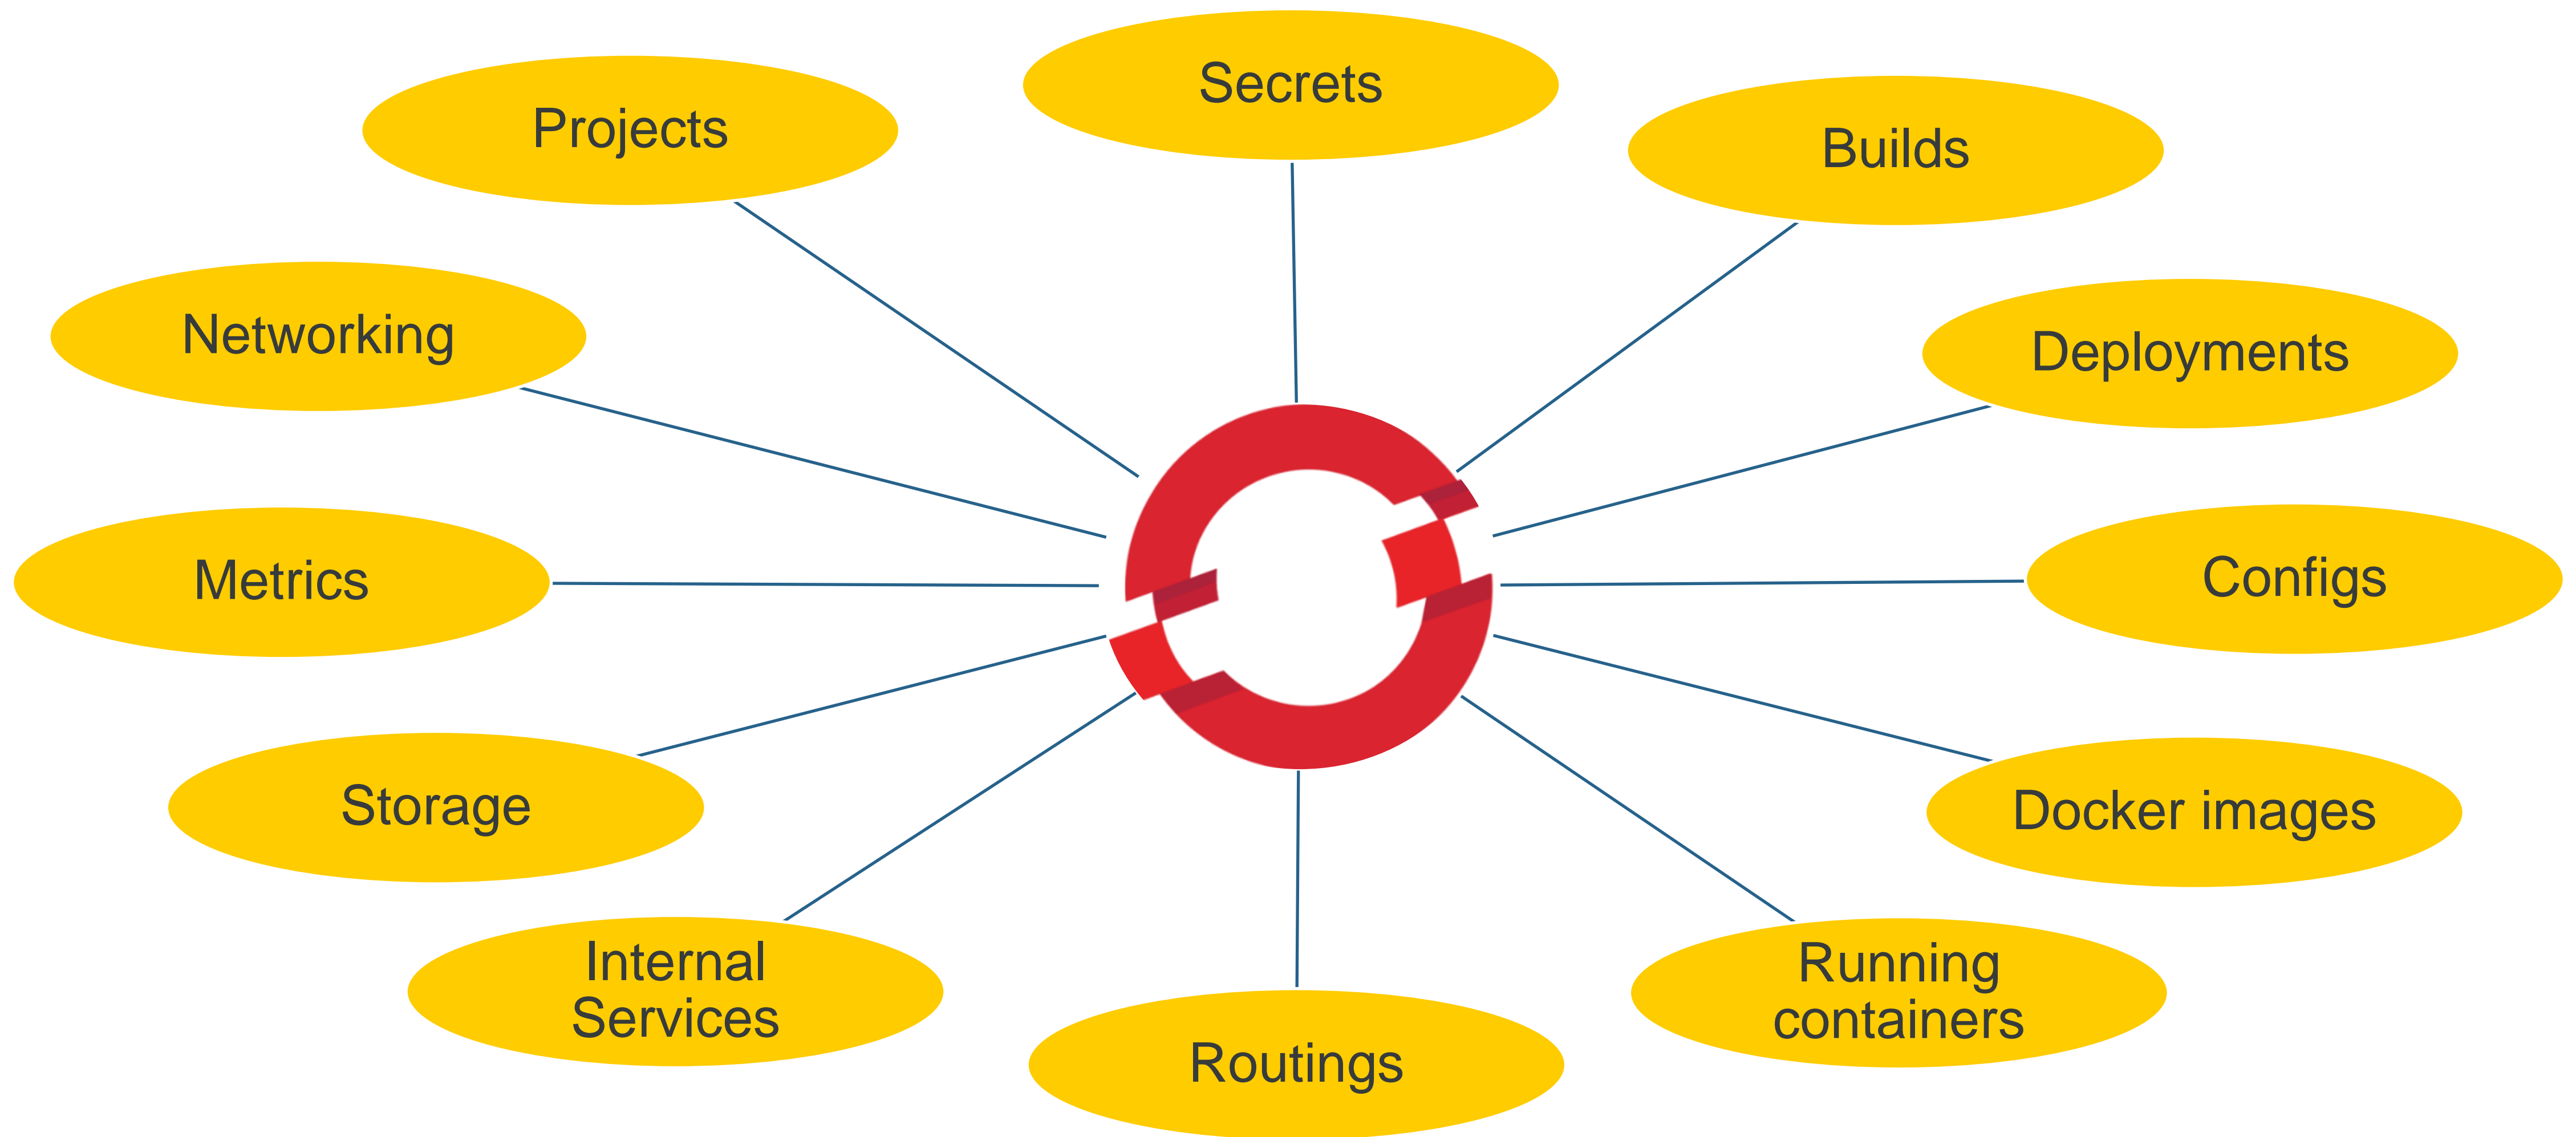 Secrets
Projects
Builds
Networking
Deployments
Metrics
Configs
Storage
Docker images
Internal
Services
Running
containers
Routings